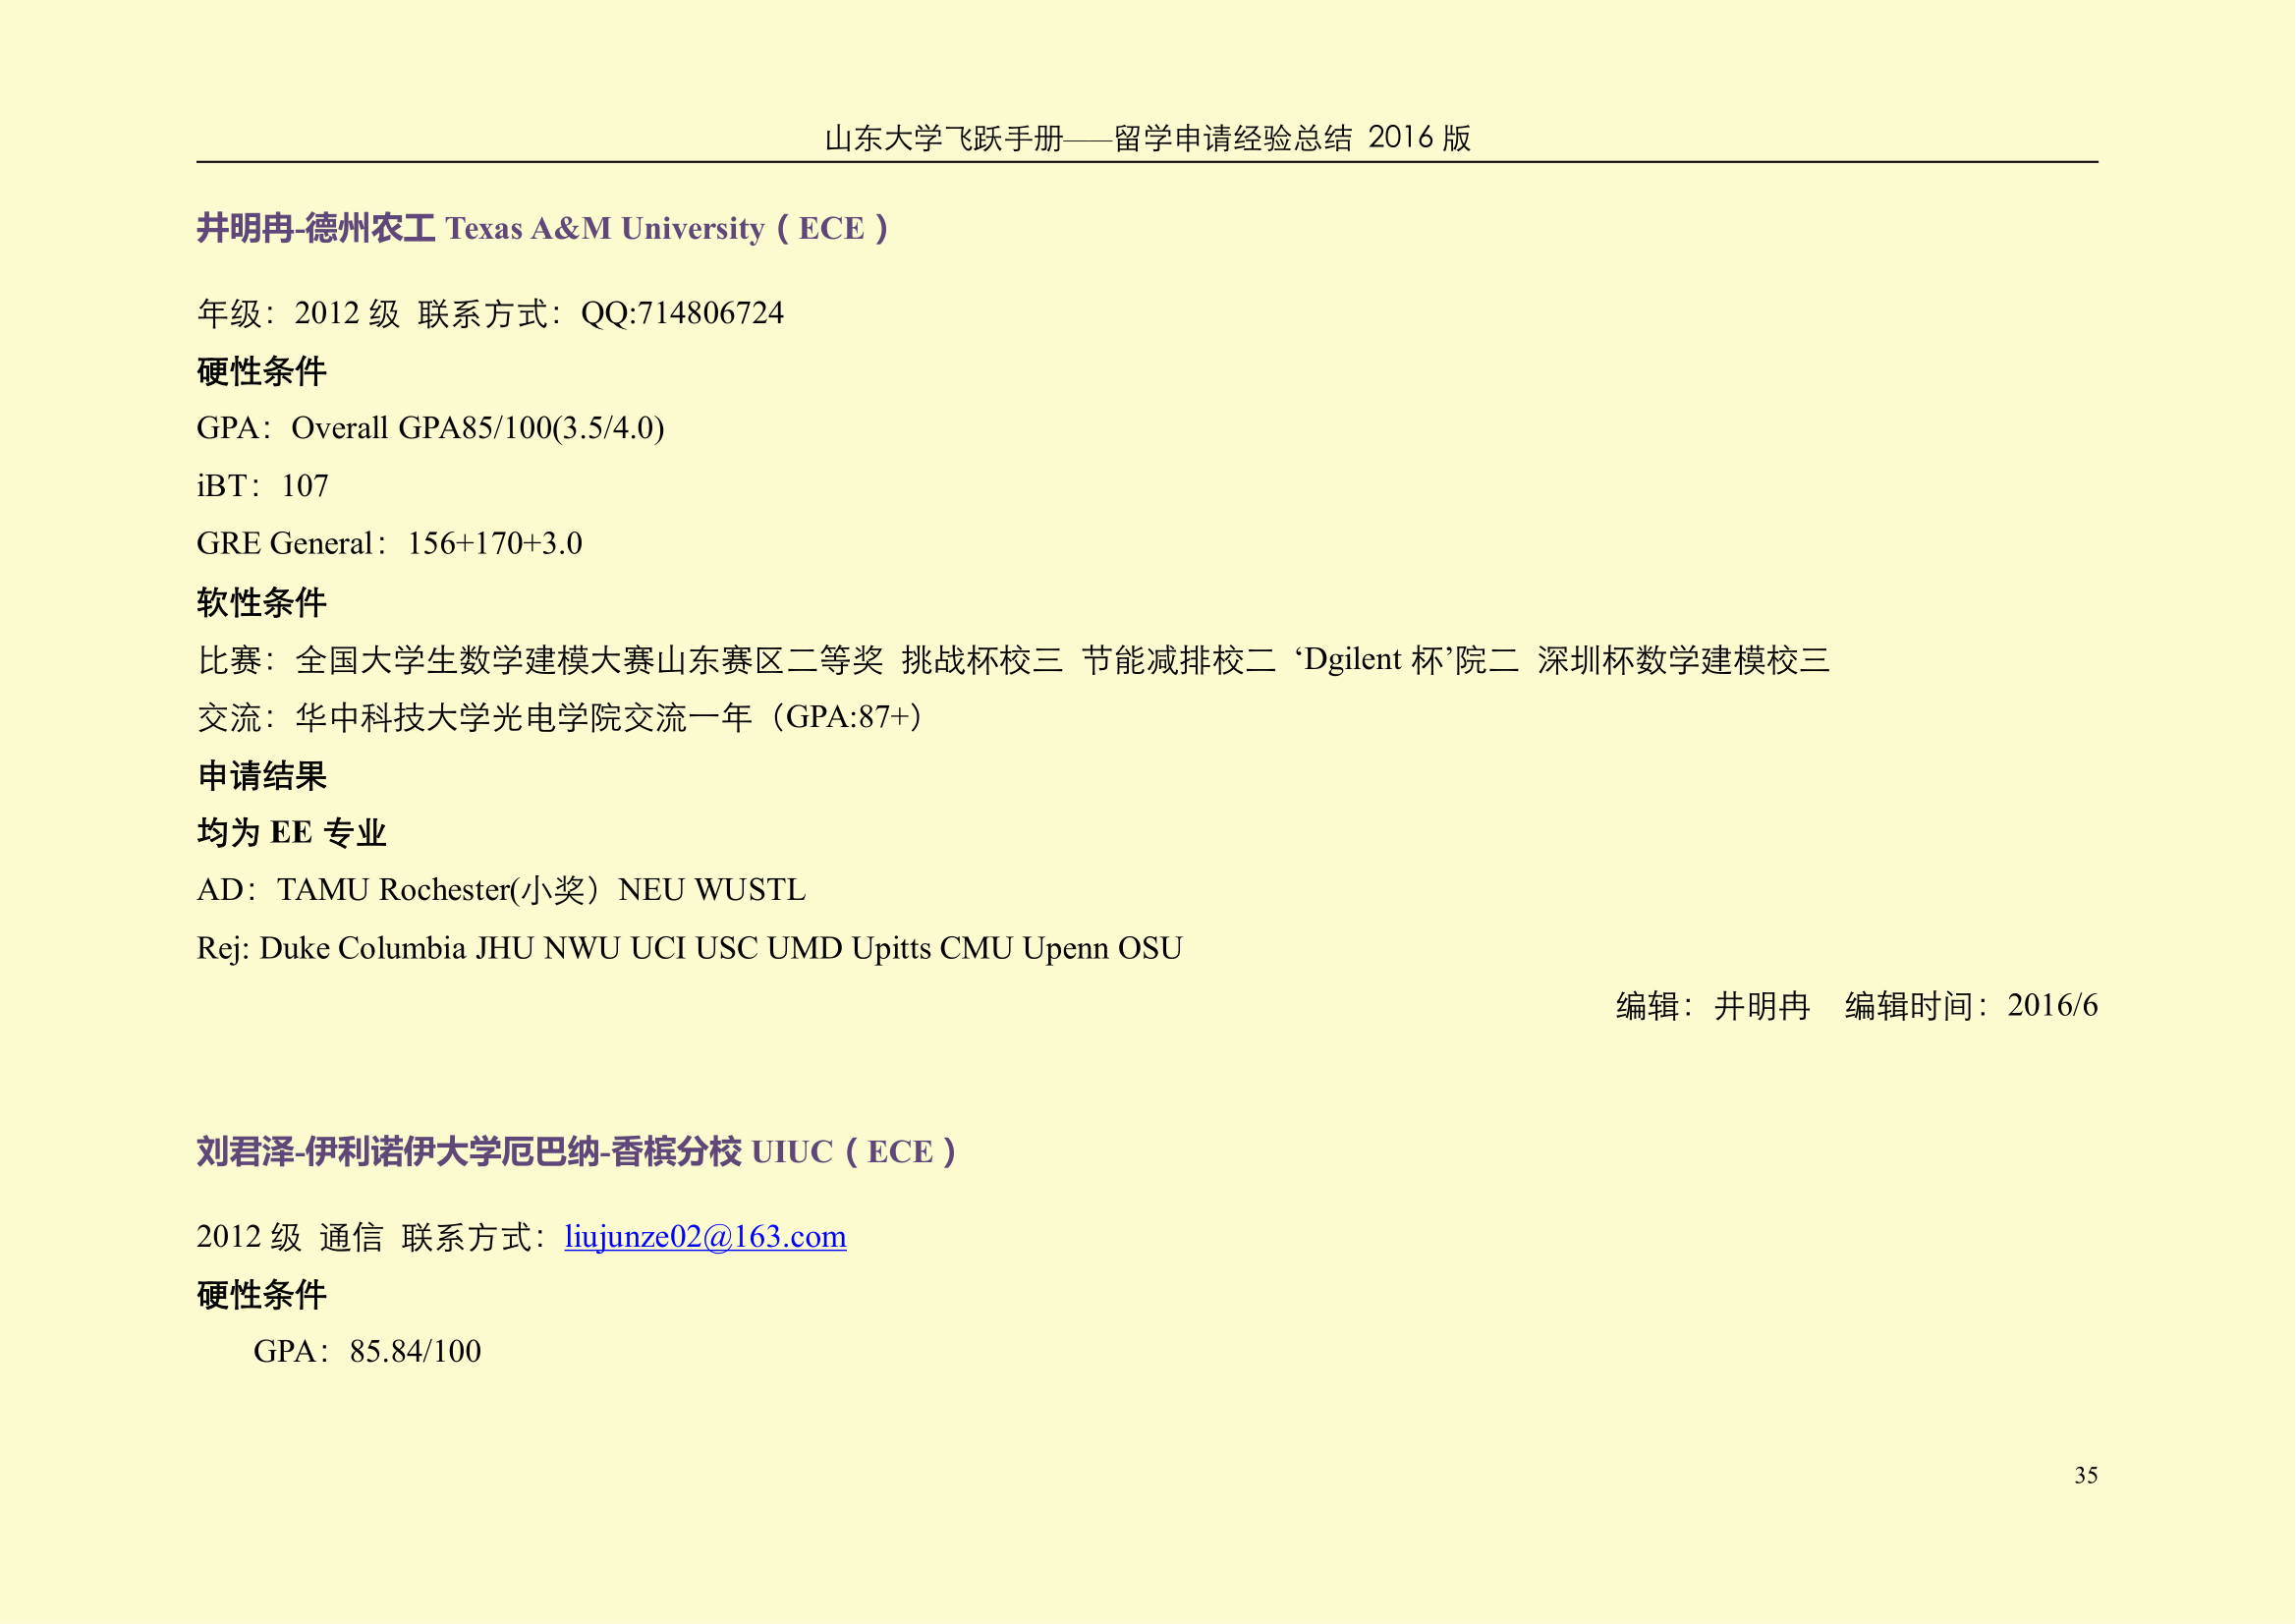 山东大学飞跃手册——留学申请经验总结 2016 版
井明冉-德州农工 Texas A&M University（ECE）
年级：2012 级 联系方式：QQ:714806724
硬性条件
GPA：Overall GPA85/100(3.5/4.0)
iBT：107
GRE General：156+170+3.0
软性条件
比赛：全国大学生数学建模大赛山东赛区二等奖 挑战杯校三 节能减排校二 ‘Dgilent 杯’院二 深圳杯数学建模校三
交流：华中科技大学光电学院交流一年（GPA:87+）
申请结果
均为 EE 专业
AD：TAMU Rochester(小奖）NEU WUSTL
Rej: Duke Columbia JHU NWU UCI USC UMD Upitts CMU Upenn OSU
编辑：井明冉 编辑时间：2016/6
刘君泽-伊利诺伊大学厄巴纳-香槟分校 UIUC（ECE）
2012 级 通信 联系方式：liujunze02@163.com
硬性条件
GPA：85.84/100
35